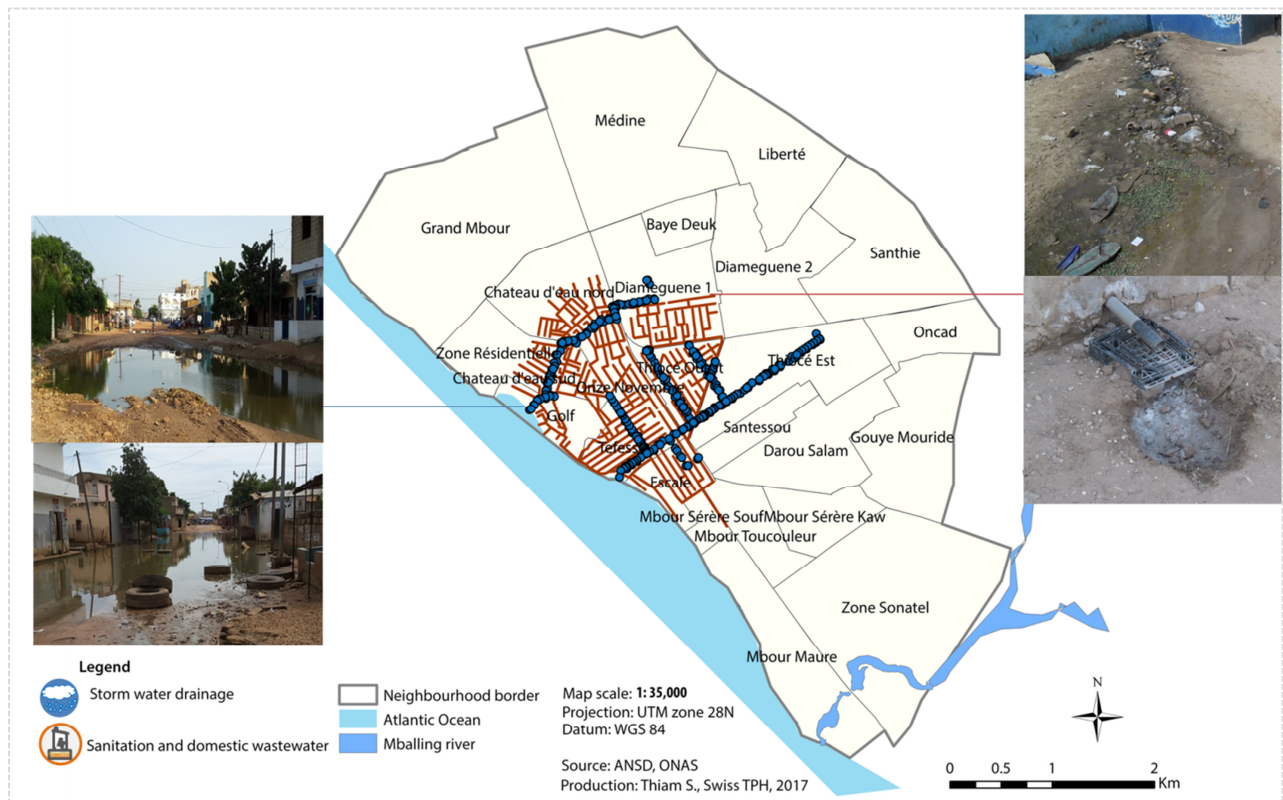 Médine
Liberté
Grand Mbour
Baye Deuk
Santhie
Diameguene 2
Chateau d'eau nord
Diameguene 1
Oncad
Zone Résidentielle
Thiocé Est
Thiocé Ouest
Chateau d'eau sud
Onze Novembre
Golf
Santessou
Gouye Mouride
Tefess
Darou Salam
Escale
Mbour Sérère Souf
Mbour Sérère Kaw
Mbour Toucouleur
Zone Sonatel
Mbour Maure
Legend
Storm water drainage
Sanitation and domestic wastewater
Neighbourhood border
Atlantic Ocean
Mballing river
Map scale: 1: 35,000
Projection: UTM zone 28N
Datum: WGS 84
Source: ANSD, ONAS
Production: Thiam S., Swiss TPH, 2017
N
0 0.5 1 2
Km